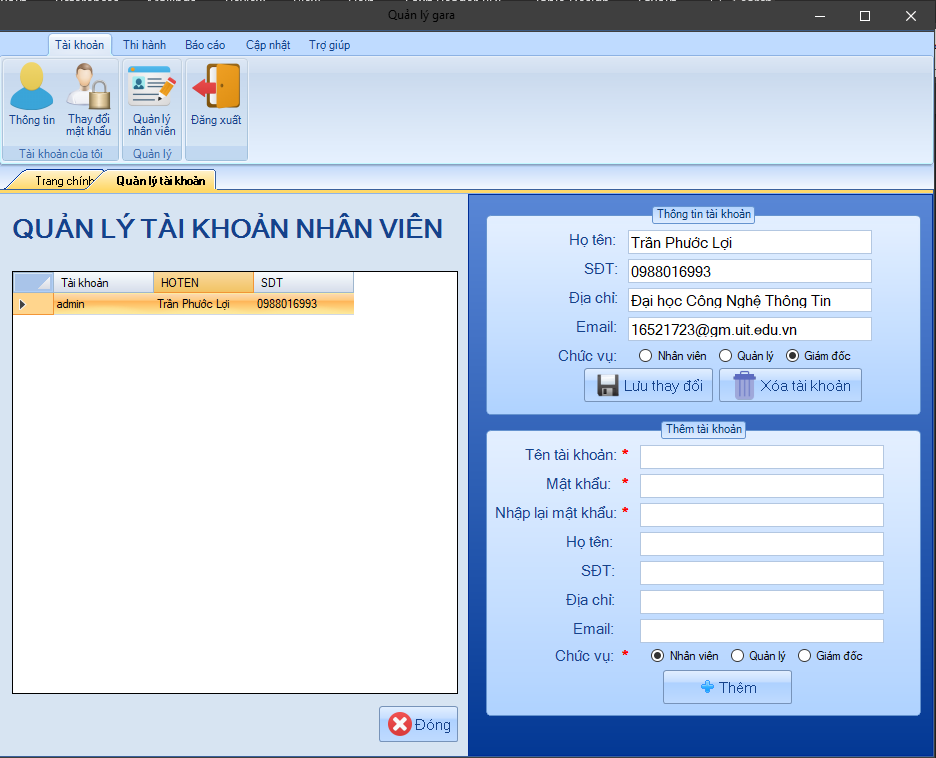 Quản lý gara
Tài khoản Thi hành Báo cáo Cập nhật Trợ giúp
Thông tin
Thay đổi
mật khẩu
Quản lý
nhân viên
Đăng xuất
Tài khoản của tôi
Quản lý
Trang chính
Quản lý tài khoản
QUẢN LÝ TÀI KHOẢN NHÂN VIÊN
Tài khoản HOTEN SDT
admin Trần Phước Lợi 0988016993
Đóng
Thông tin tài khoản
Họ tên: Trần Phước Lợi
SĐT: 0988016993
Địa chỉ: Đại học Công Nghệ Thông Tin
Email: 16521723@gm.uit.edu.vn
Chức vụ: Nhân viên Quản lý Giám đốc
Lưu thay đổi Xóa tài khoản
Thêm tài khoản
Tên tài khoản: *
Mật khẩu: *
Nhập lại mật khẩu: *
Họ tên:
SĐT:
Địa chỉ:
Email:
Chức vụ: * Nhân viên Quản lý Giám đốc
Thêm